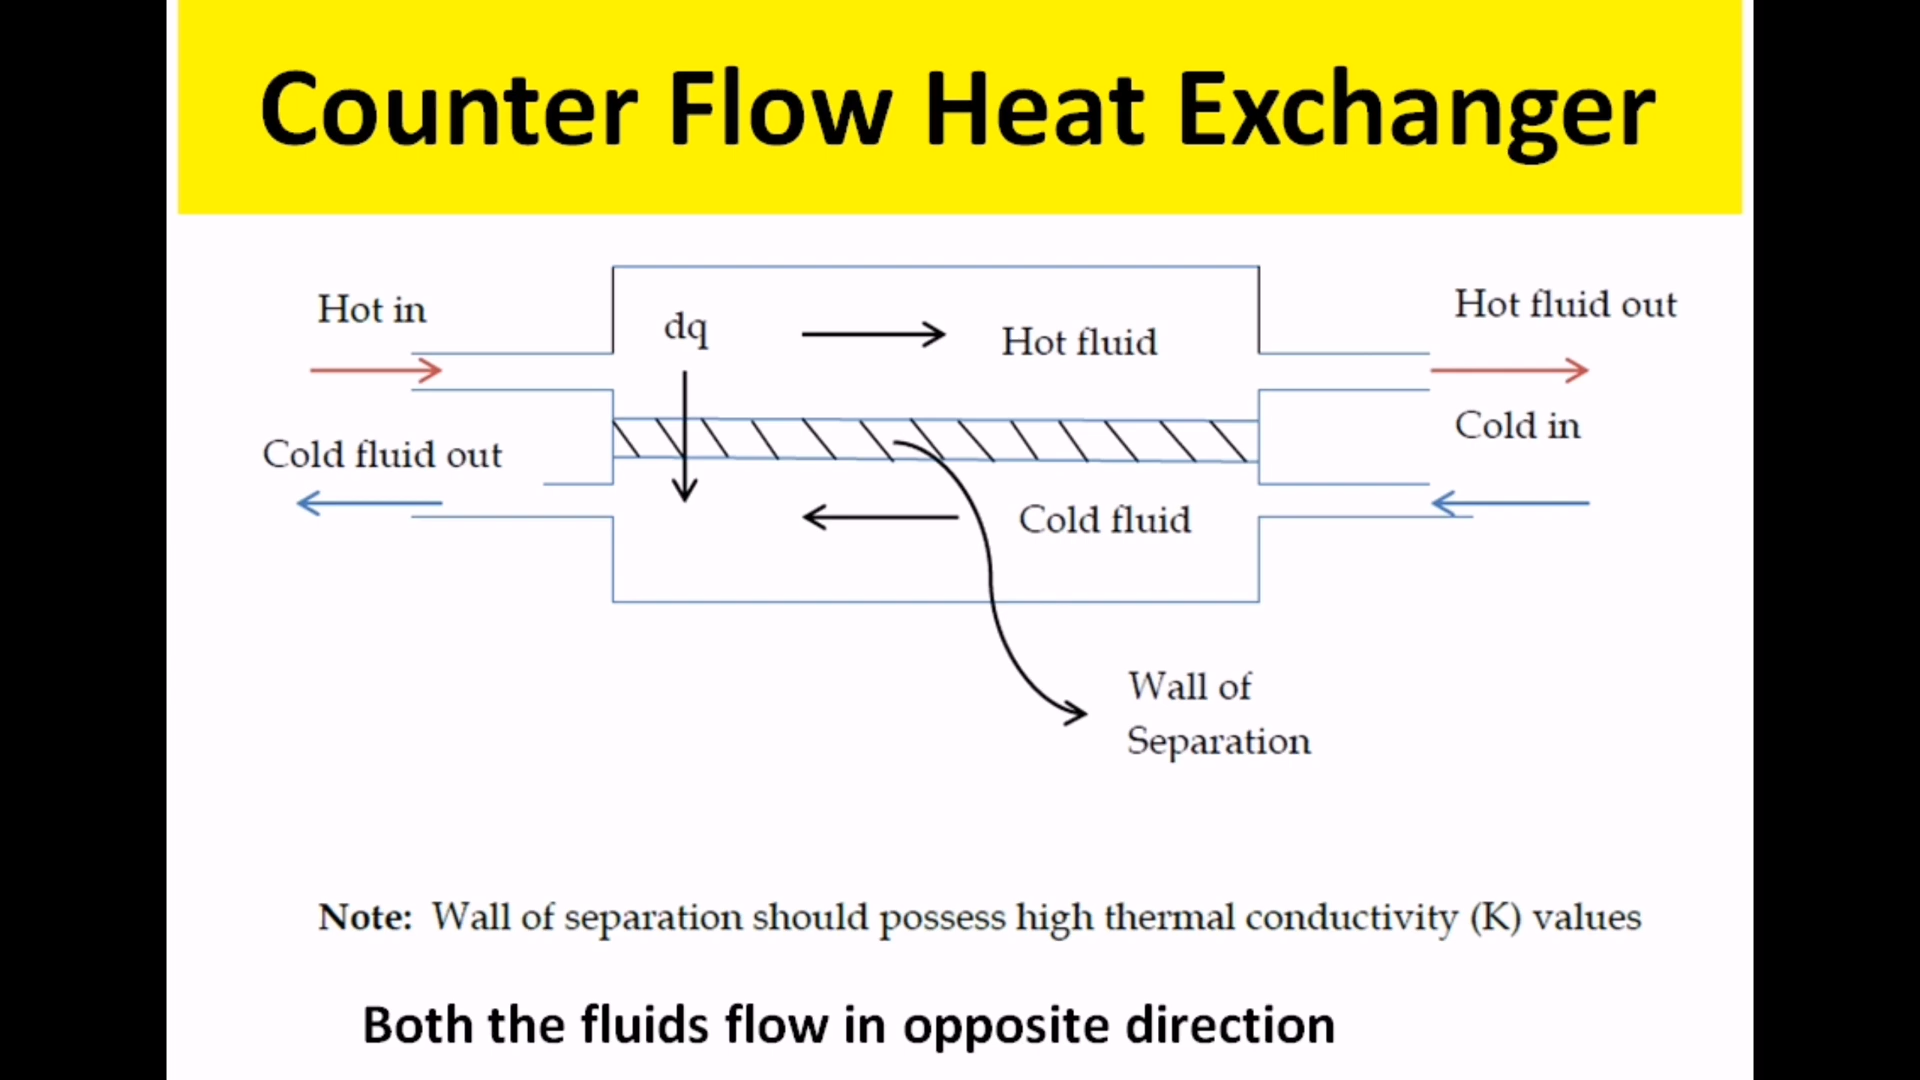 Counter Flow Heat Exchanger
Hot in
dq
Hot fluid
Hot fluid out
Cold in
Cold fluid out
Cold fluid
Wall of
Separation
Note: Wall of separation should possess high thermal conductivity (K) values
Both the fluids flow in opposite direction